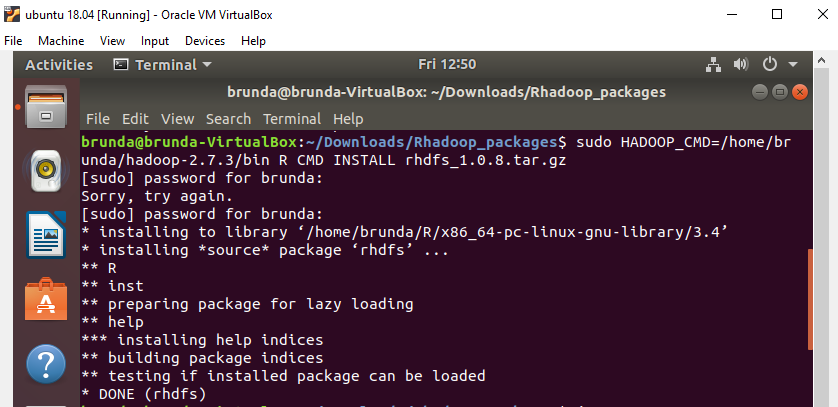 ubuntu 18.04 [Running] - Oracle VM VirtualBox
File Machine View Input Devices Help
Activities Terminal Fri 12:50
brunda@brunda-VirtualBox: ~/Downloads/Rhadoop_packages
File Edit View Search Terminal Help
brunda@brunda-VirtualBox:~/Downloads/Rhadoop_packages$ sudo HADOOP_CMD=/home/br
unda/hadoop-2.7.3/bin R CMD INSTALL rhdfs_1.0.8.tar.gz
[sudo] password for brunda:
Sorry, try again.
[sudo] password for brunda:
* installing to library ‘/home/brunda/R/x86_64-pc-linux-gnu-library/3.4’
* installing *source* package ‘rhdfs’ ...
** R
** inst
** preparing package for lazy loading
** help
*** installing help indices
** building package indices
** testing if installed package can be loaded
* DONE (rhdfs)